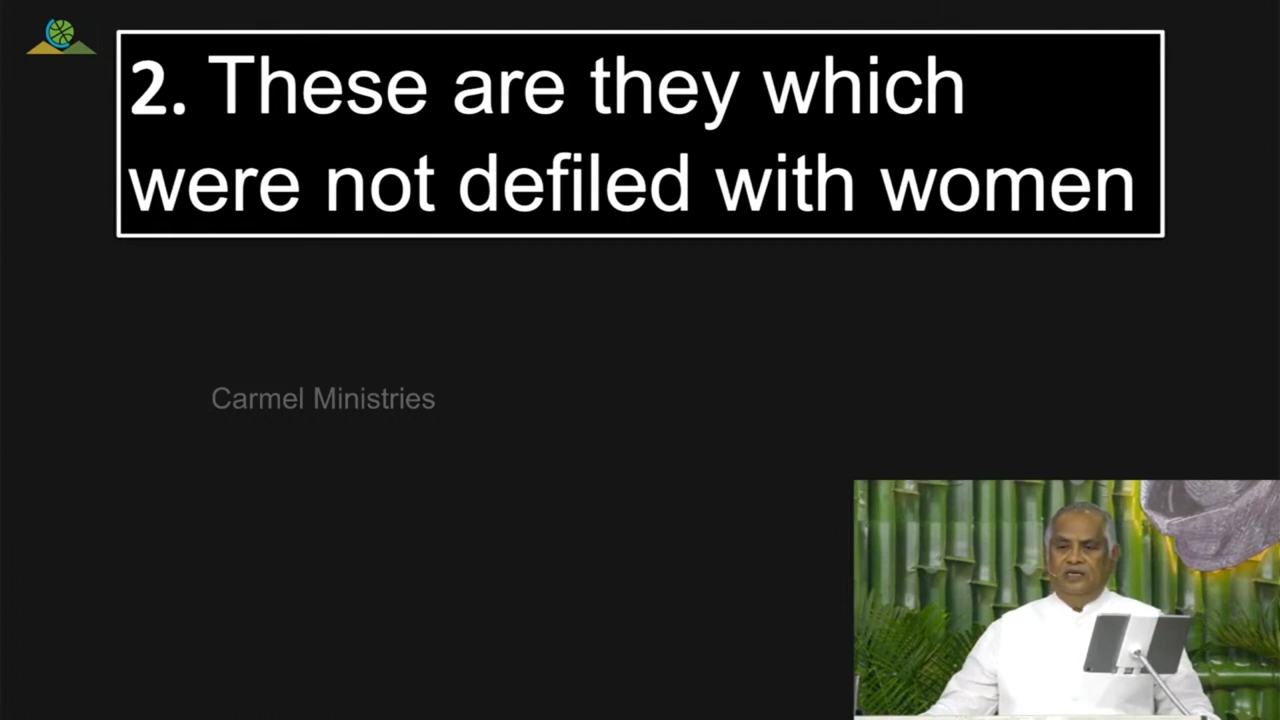 2. These are they which
were not defiled with women
Carmel Ministries